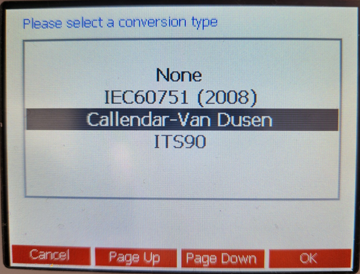 Please select a conversion type
None
IEC60751 (2008)
Callendar-Van Dusen
ITS90
Cancel
Page Up
Page Down
OK